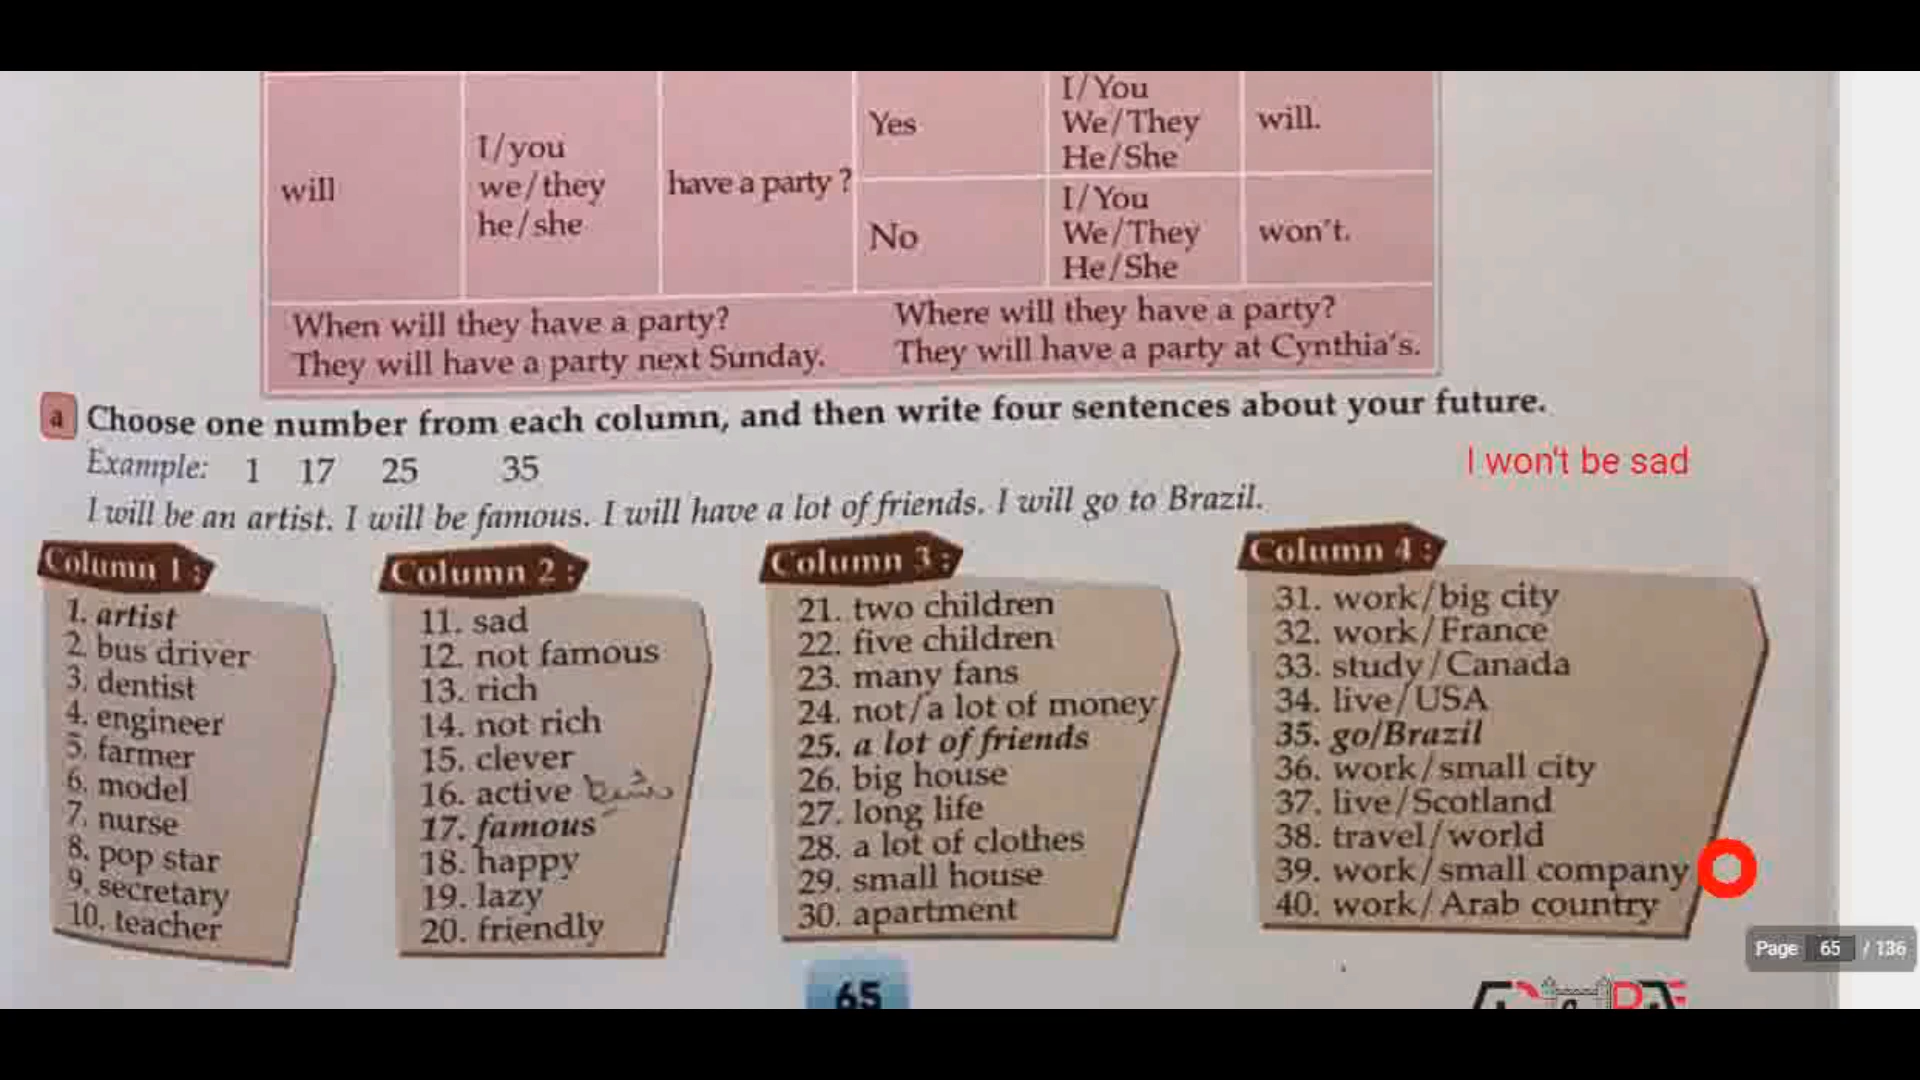 I/you
we/they
he/she
will
have a party ?
Yes
I/You
We/They
He/She
will.
No
I/You
We/They
He/She
won't.
When will they have a party?
They will have a party next Sunday.
Where will they have a party?
They will have a party at Cynthia's.
a Choose one number from each column, and then write four sentences about your future.
Example: 1 17 25 35
I won't be sad
I will be an artist. I will be famous. I will have a lot of friends. I will go to Brazil.
Column 1 :
1. artist
2. bus driver
3. dentist
4. engineer
5. farmer
6. model
7. nurse
8. pop star
9. secretary
10. teacher
Column 2 :
11. sad
12. not famous
13. rich
14. not rich
15. clever
16. active
17. famous
18. happy
19. lazy
20. friendly
Column 3 :
21. two children
22. five children
23. many fans
24. not/a lot of money
25. a lot of friends
26. big house
27. long life
28. a lot of clothes
29. small house
30. apartment
Column 4 :
31. work/big city
32. work/France
33. study/Canada
34. live/USA
35. go/Brazil
36. work/small city
37. live/Scotland
38. travel/world
39. work/small company
40. work/Arab country
Page 65 / 136
65